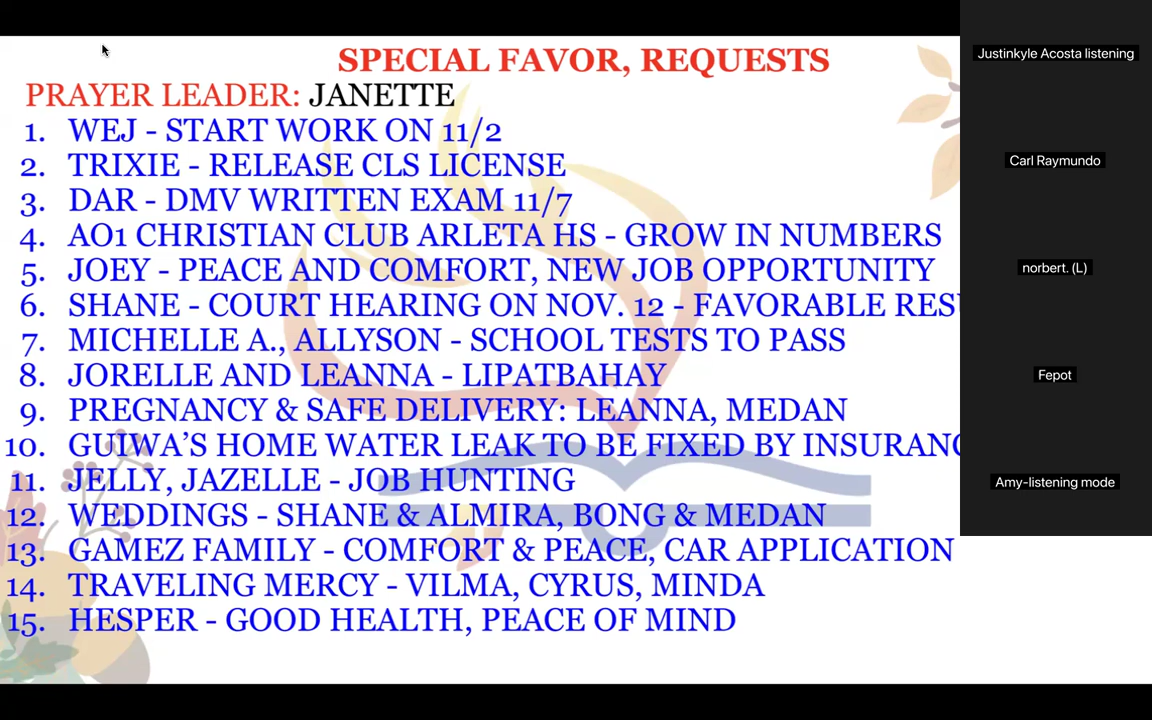 SPECIAL FAVOR, REQUESTS
PRAYER LEADER: JANETTE
1. WEJ - START WORK ON 11/2
2. TRIXIE - RELEASE CLS LICENSE
3. DAR - DMV WRITTEN EXAM 11/7
4. AO1 CHRISTIAN CLUB ARLETA HS - GROW IN NUMBERS
5. JOEY - PEACE AND COMFORT, NEW JOB OPPORTUNITY
6. SHANE - COURT HEARING ON NOV. 12 - FAVORABLE
7. MICHELLE A., ALLYSON - SCHOOL TESTS TO PASS
8. JORELLE AND LEANNA - LIPATBAHAY
9. PREGNANCY & SAFE DELIVERY: LEANNA, MEDAN
10. GUIWA'S HOME WATER LEAK TO BE FIXED BY
11. JELLY, JAZELLE - JOB HUNTING
12. WEDDINGS - SHANE & ALMIRA, BONG & MEDAN
13. GAMEZ FAMILY - COMFORT & PEACE, CAR APPLICATION
14. TRAVELING MERCY - VILMA, CYRUS, MINDA
15. HESPER - GOOD HEALTH, PEACE OF MIND
Justinkyle Acosta listening
Carl Raymundo
norbert. (L)
Fepot
Amy-listening mode